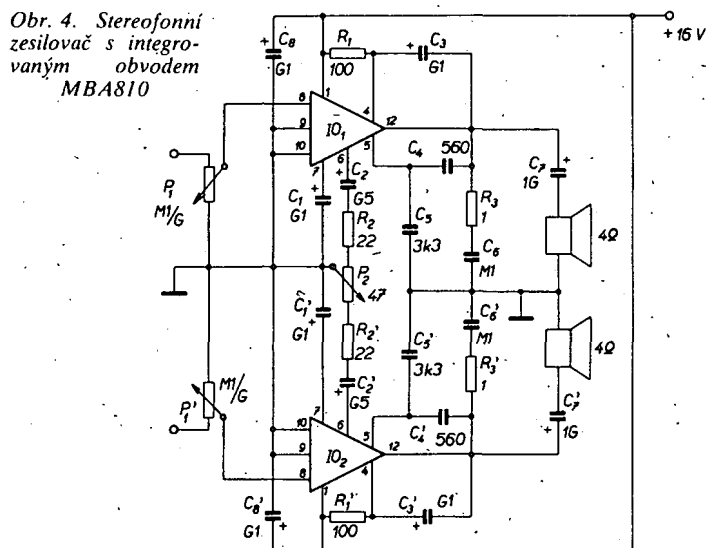 Obr. 4. Stereofonní
zesilovač s integro-
vaným obvodem
MBA810
+ C8
G1
R1
100
+ C3
G1
+ 16 V
1
4
8
9
10
IO1
12
5
7
6
C4 560
P1
M1/G
C1
G1
+
C2
G5
+
R2
22
C5
3k3
R3
1
C6
M1
C7 +
1G
4Ω
P2
47
C1'
G1 +
R2'
22
C2'
G5
+
C5'
3k3
C6'
M1
R3'
1
4Ω
C7'
+ 1G
P1'
M1/G
7
6
5
10
9
8
IO2
12
4
1
C4' 560
C8'
G1 +
R1'
100
C3' G1
+